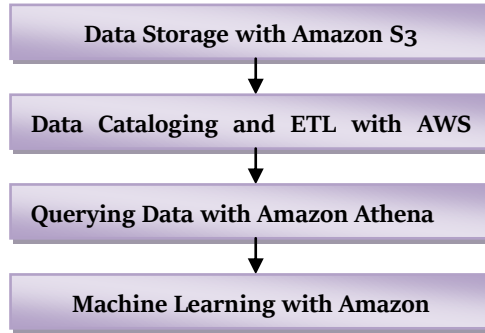 Data Storage with Amazon S3
Data Cataloging and ETL with AWS
Querying Data with Amazon Athena
Machine Learning with Amazon